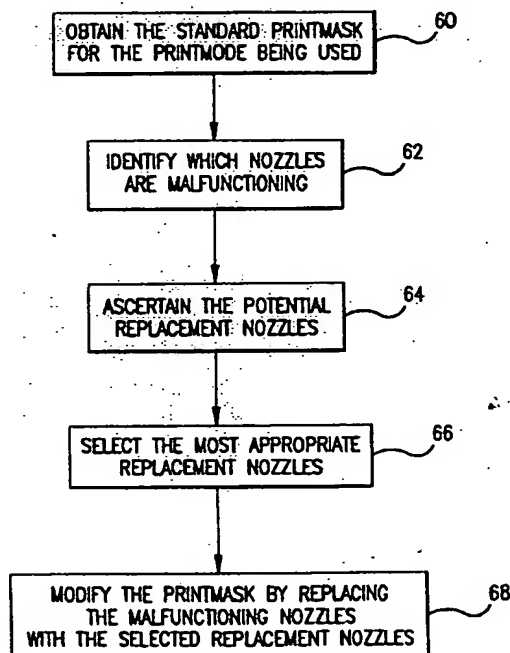 OBTAIN THE STANDARD PRINTMASK
FOR THE PRINTMODE BEING USED
60
IDENTIFY WHICH NOZZLES
ARE MALFUNCTIONING
62
ASCERTAIN THE POTENTIAL
REPLACEMENT NOZZLES
64
SELECT THE MOST APPROPRIATE
REPLACEMENT NOZZLES
66
MODIFY THE PRINTMASK BY REPLACING
THE MALFUNCTIONING NOZZLES
WITH THE SELECTED REPLACEMENT NOZZLES
68